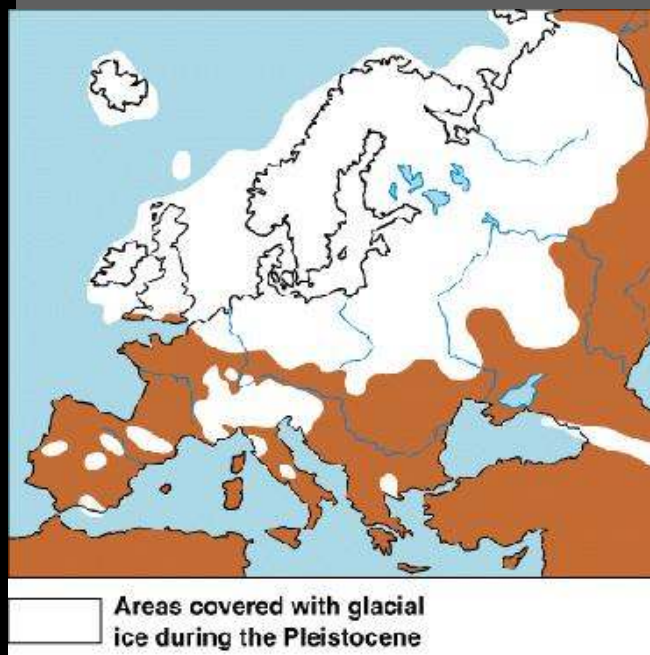 Areas covered with glacial
ice during the Pleistocene